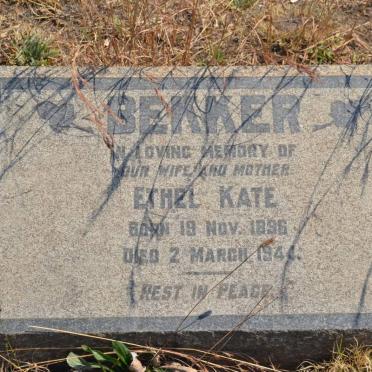 BEKKER
IN LOVING MEMORY OF
OUR WIFE AND MOTHER
ETHEL KATE
BORN 19 NOV. 1896
DIED 2 MARCH 1944.
REST IN PEACE